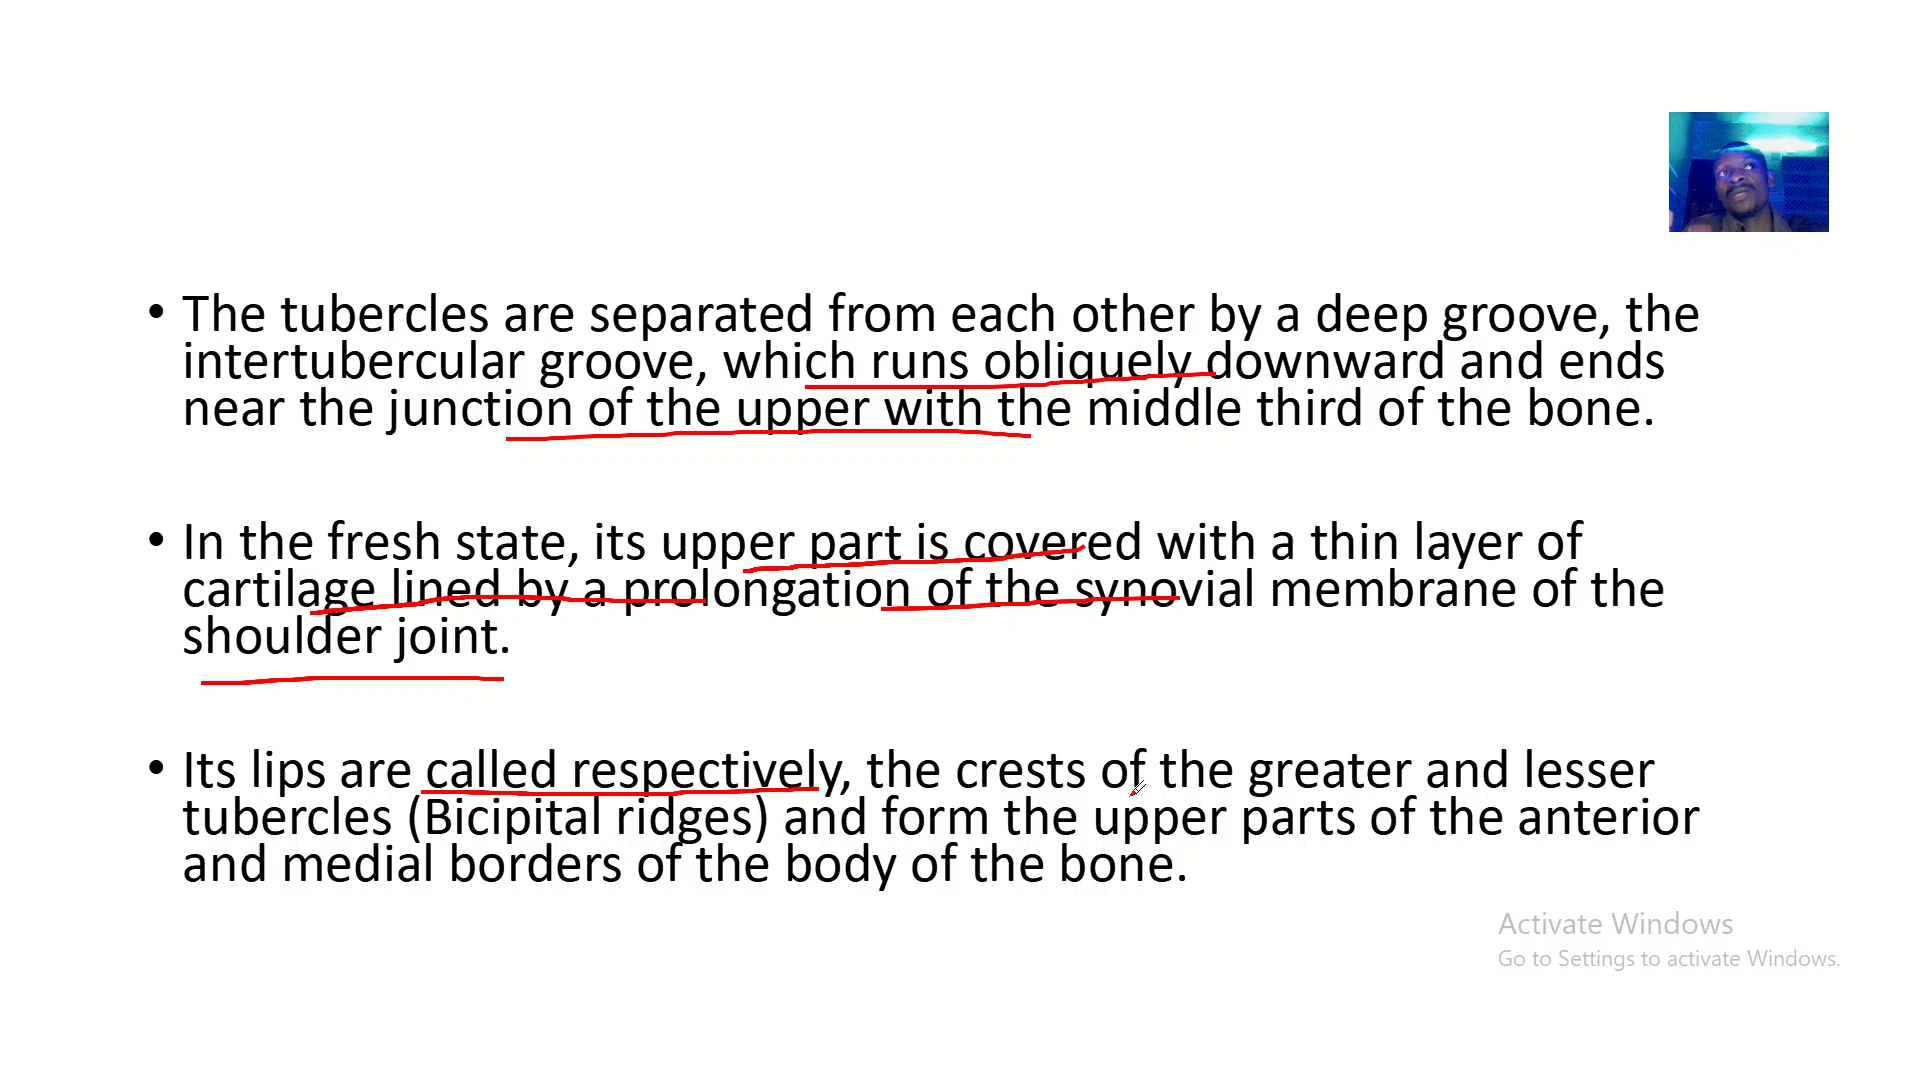 • The tubercles are separated from each other by a deep groove, the
intertubercular groove, which runs obliquely downward and ends
near the junction of the upper with the middle third of the bone.
• In the fresh state, its upper part is covered with a thin layer of
cartilage lined by a prolongation of the synovial membrane of the
shoulder joint.
• Its lips are called respectively, the crests of the greater and lesser
tubercles (Bicipital ridges) and form the upper parts of the anterior
and medial borders of the body of the bone.
Activate Windows
Go to Settings to activate Windows.